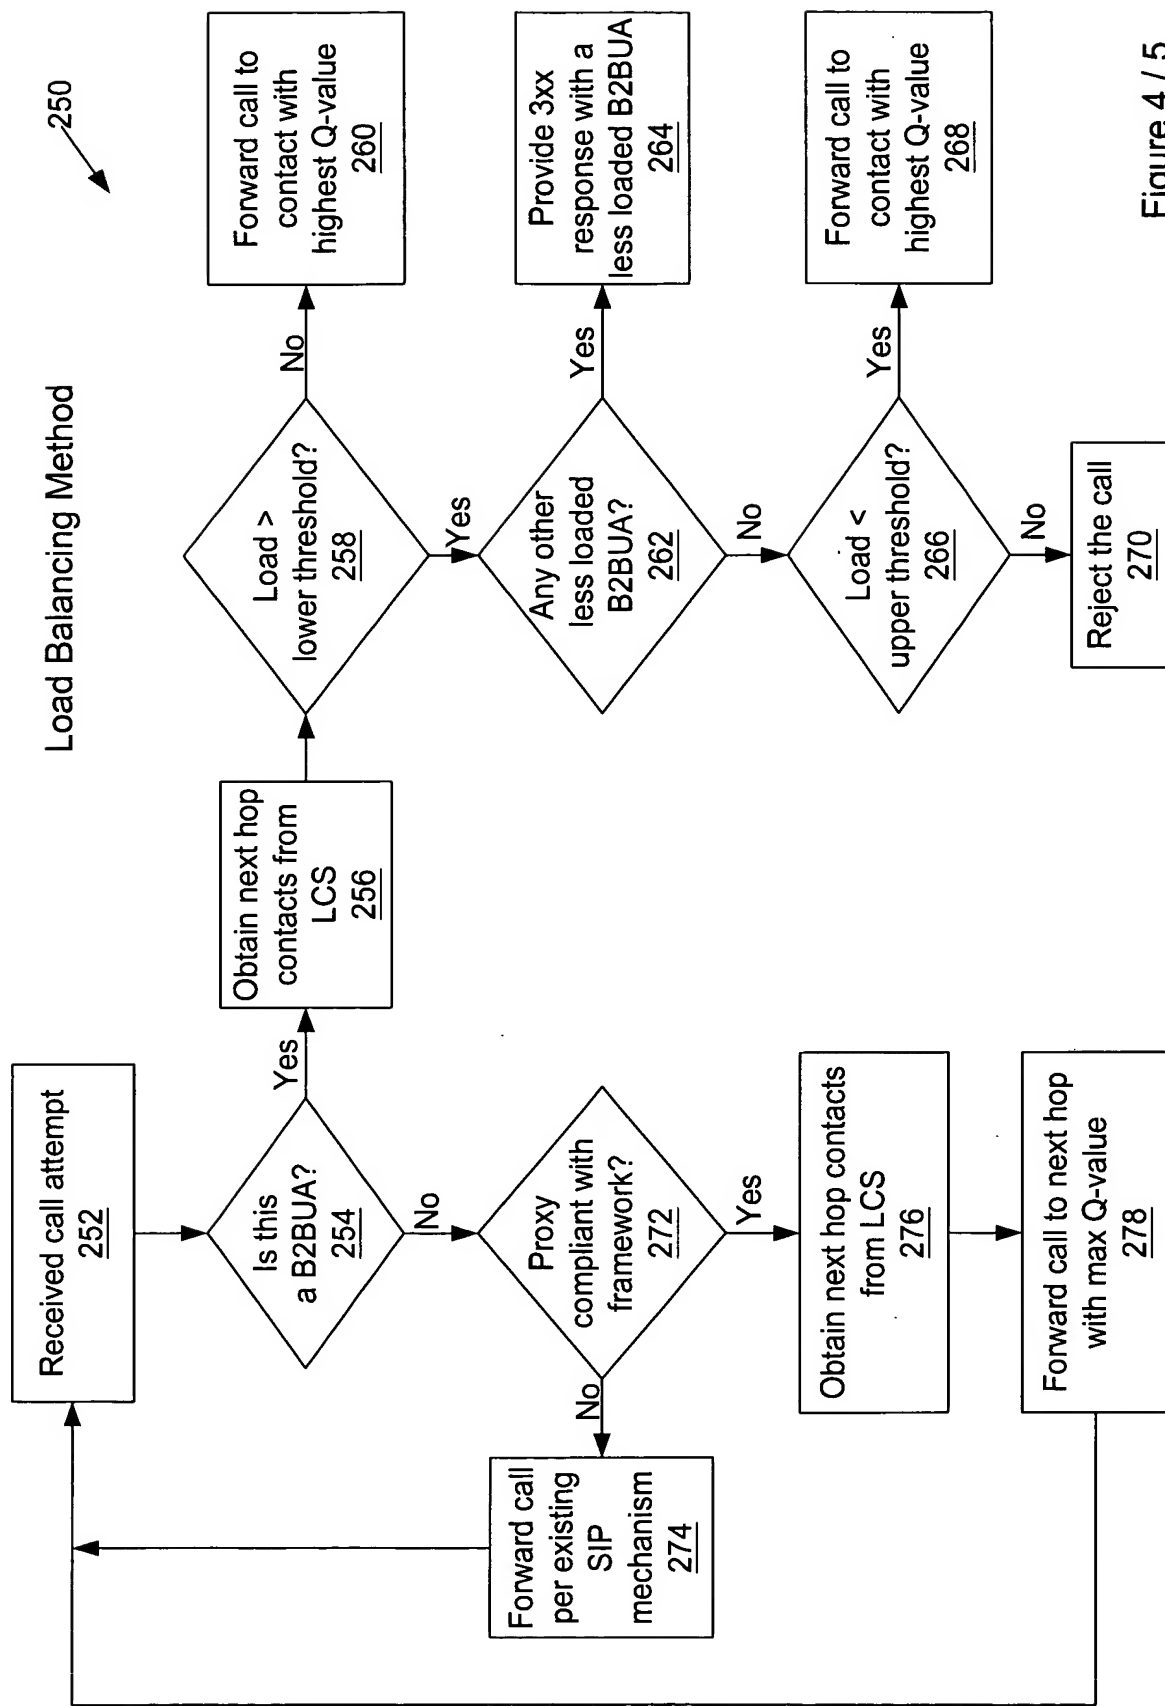 Load Balancing Method
250
Received call attempt
252
Is this
a B2BUA?
254
Yes
No
Obtain next hop
contacts from
LCS
256
Load >
lower threshold?
258
No
Yes
Forward call to
contact with
highest Q-value
260
Any other
less loaded
B2BUA?
262
Yes
No
Provide 3xx
response with a
less loaded B2BUA
264
Load <
upper threshold?
266
Yes
No
Forward call to
contact with
highest Q-value
268
Reject the call
270
Proxy
compliant with
framework?
272
No
Yes
Forward call
per existing
SIP
mechanism
274
Obtain next hop contacts
from LCS
276
Forward call to next hop
with max Q-value
278
Figure 4 / 5